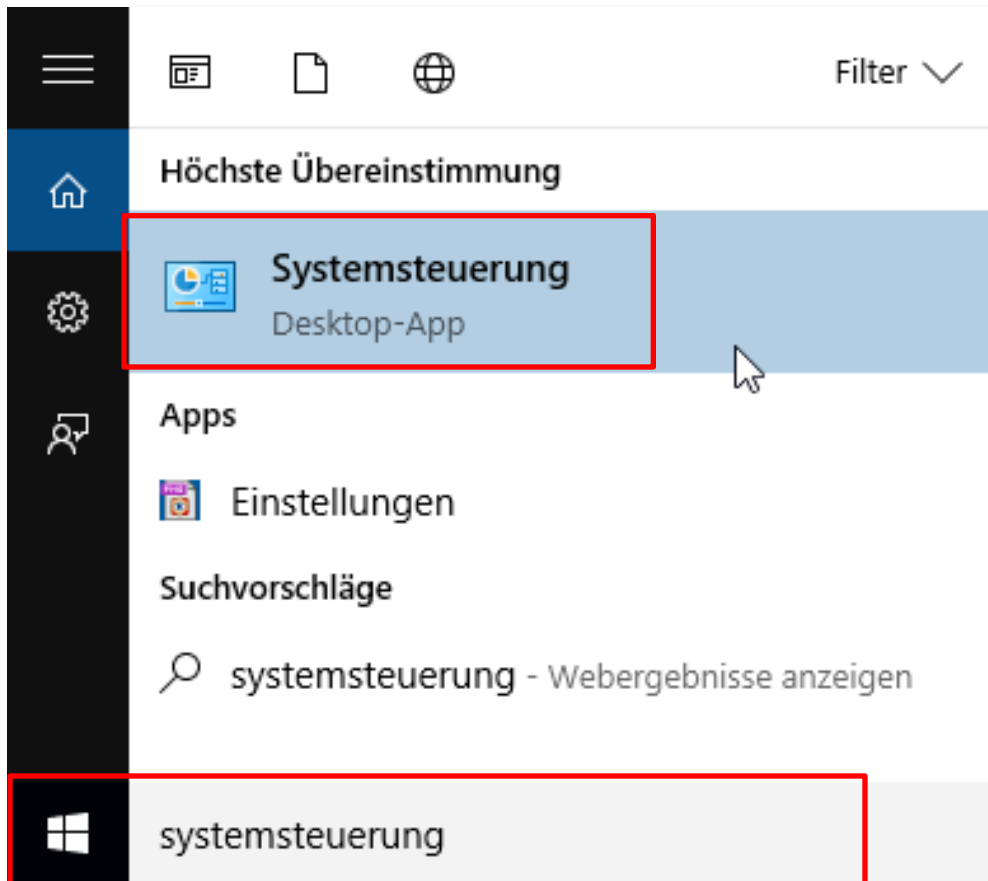 Filter
Höchste Übereinstimmung
Systemsteuerung
Desktop-App
Apps
Einstellungen
Suchvorschläge
systemsteuerung - Webergebnisse anzeigen
systemsteuerung